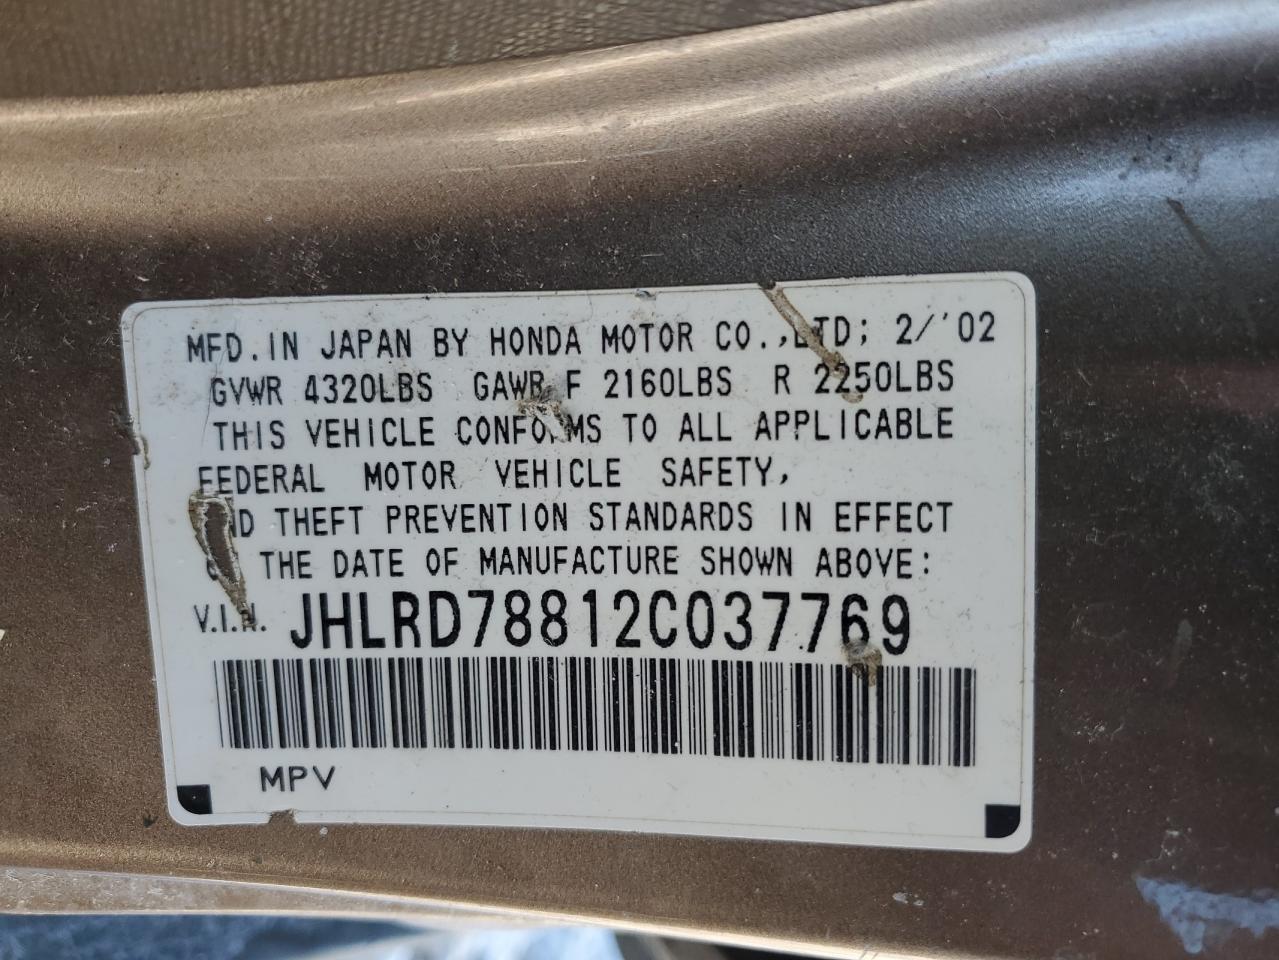 MFD. IN JAPAN BY HONDA MOTOR CO., LTD; 2/'02
GVWR 4320LBS GAWR F 2160LBS R 2250LBS
THIS VEHICLE CONFORMS TO ALL APPLICABLE
FEDERAL MOTOR VEHICLE SAFETY,
AND THEFT PREVENTION STANDARDS IN EFFECT
THE DATE OF MANUFACTURE SHOWN ABOVE:
V.I.N. JHLRD78812C037769
MPV